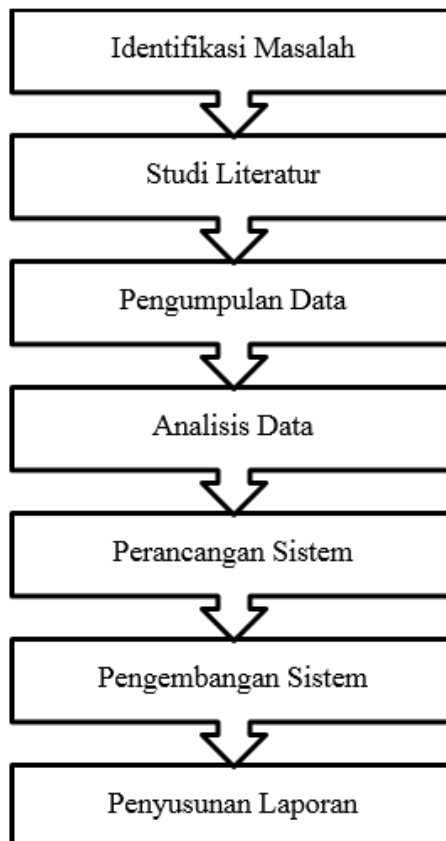 Identifikasi Masalah
Studi Literatur
Pengumpulan Data
Analisis Data
Perancangan Sistem
Pengembangan Sistem
Penyusunan Laporan